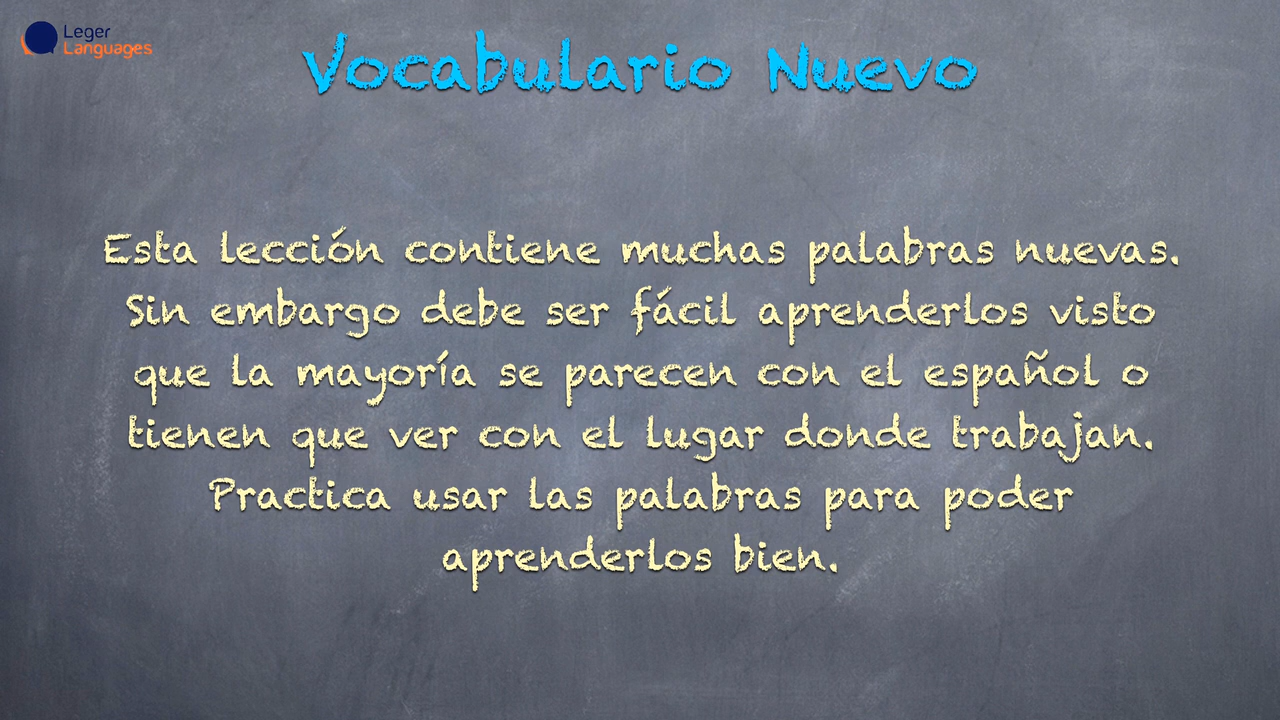 Leger
Languages
Vocabulario Nuevo
Esta lección contiene muchas palabras nuevas.
Sin embargo debe ser fácil aprenderlos visto
que la mayoría se parecen con el español o
tienen que ver con el lugar donde trabajan.
Practica usar las palabras para poder
aprenderlos bien.